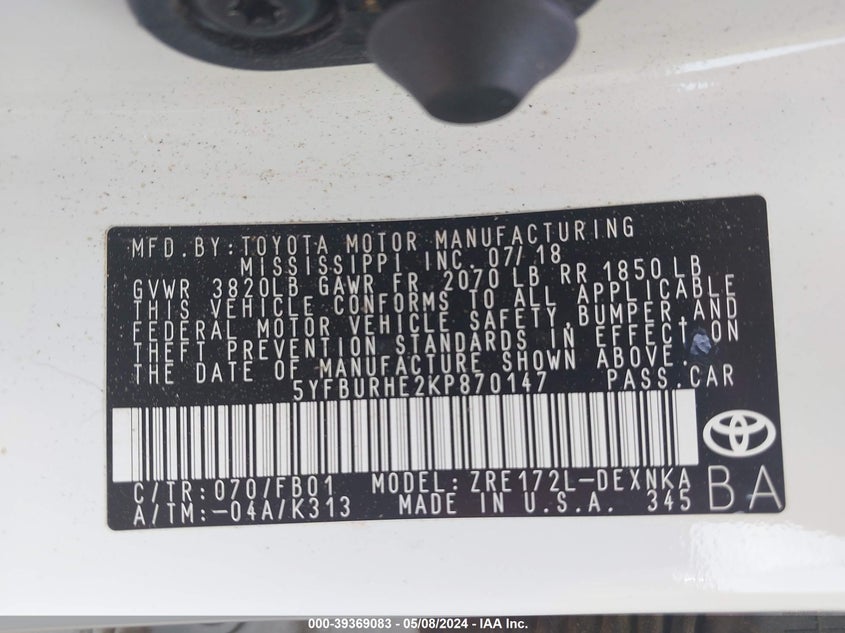 MFD.BY:TOYOTA MOTOR MANUFACTURING
MISSISSIPPI INC. 07/18
GVWR 3820LB GAWR FR 2070 LB RR 1850LB
THIS VEHICLE CONFORMS TO ALL APPLICABLE
FEDERAL MOTOR VEHICLE SAFETY,BUMPER,AND
THEFT PREVENTION STANDARDS IN EFFECT ON
THE DATE OF MANUFACTURE SHOWN ABOVE.
5YFBURHE2KP870147 PASS.CAR
C/TR:070/FB01 MODEL:ZRE172L-DEXNKA
A/TM:-04A/K313 MADE IN U.S.A. 345
BA
000-39369083 - 05/08/2024 - IAA Inc.